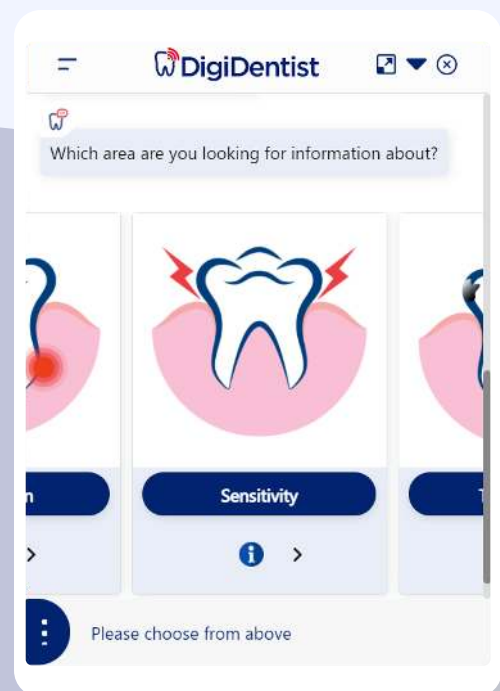 DigiDentist
Which area are you looking for information about?
Sensitivity
Please choose from above